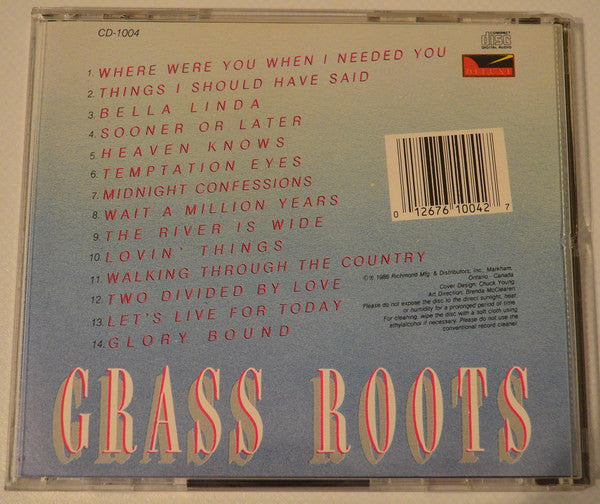 CD-1004
COMPACT
disc
DIGITAL AUDIO
DELUXE
1. WHERE WERE YOU WHEN I NEEDED YOU
2. THINGS I SHOULD HAVE SAID
3. BELLA LINDA
4. SOONER OR LATER
5. HEAVEN KNOWS
6. TEMPTATION EYES
7. MIDNIGHT CONFESSIONS
8. WAIT A MILLION YEARS
9. THE RIVER IS WIDE
10. LOVIN' THINGS
11. WALKING THROUGH THE COUNTRY
12. TWO DIVIDED BY LOVE
13. LET'S LIVE FOR TODAY
14. GLORY BOUND
0 12676 10042 7
©℗ 1986 Richmond Mfg. & Distributors, Inc., Markham,
Ontario Canada
Cover Design: Chuck Young
Art Direction: Brenda McClearen
Please do not expose the disc to the direct sunlight, heat
or humidity for a prolonged period of time.
For cleaning, wipe the disc with a soft cloth using
ethylalcohol if necessary. Please do not use the
conventional record cleaner.
GRASS ROOTS